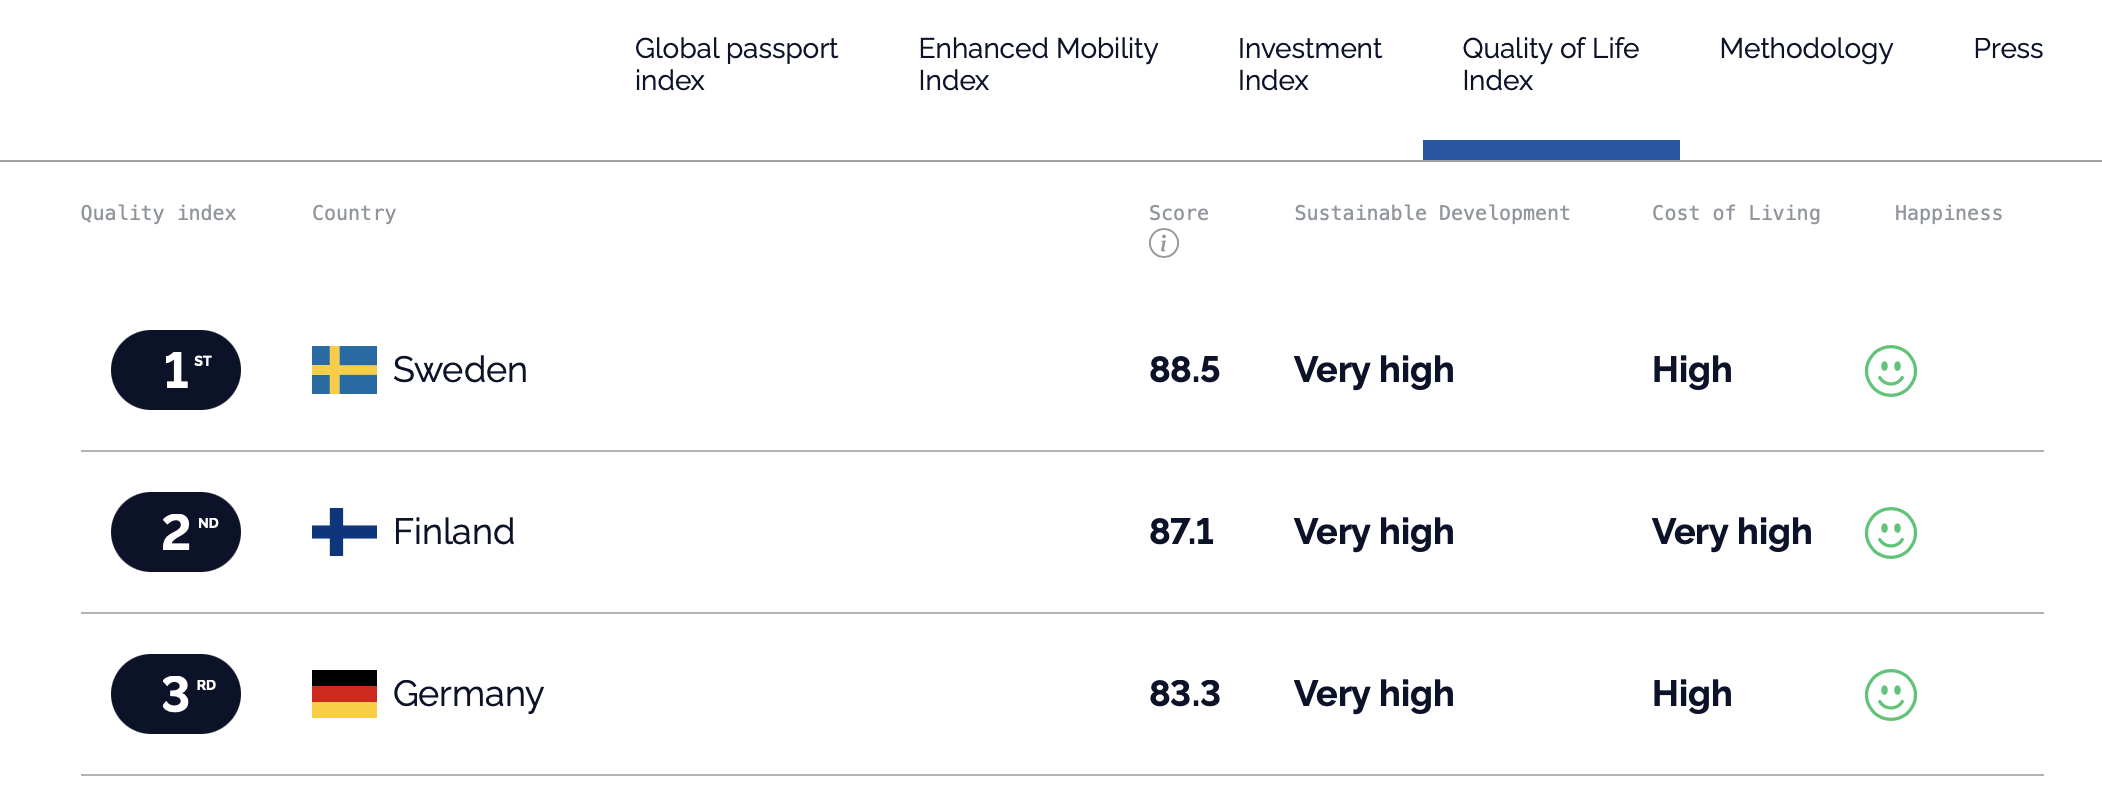 Global passport index
Enhanced Mobility Index
Investment Index
Quality of Life Index
Methodology
Press
Quality index
Country
Score
i
Sustainable Development
Cost of Living
Happiness
1 ST
Sweden
88.5
Very high
High
2 ND
Finland
87.1
Very high
Very high
3 RD
Germany
83.3
Very high
High